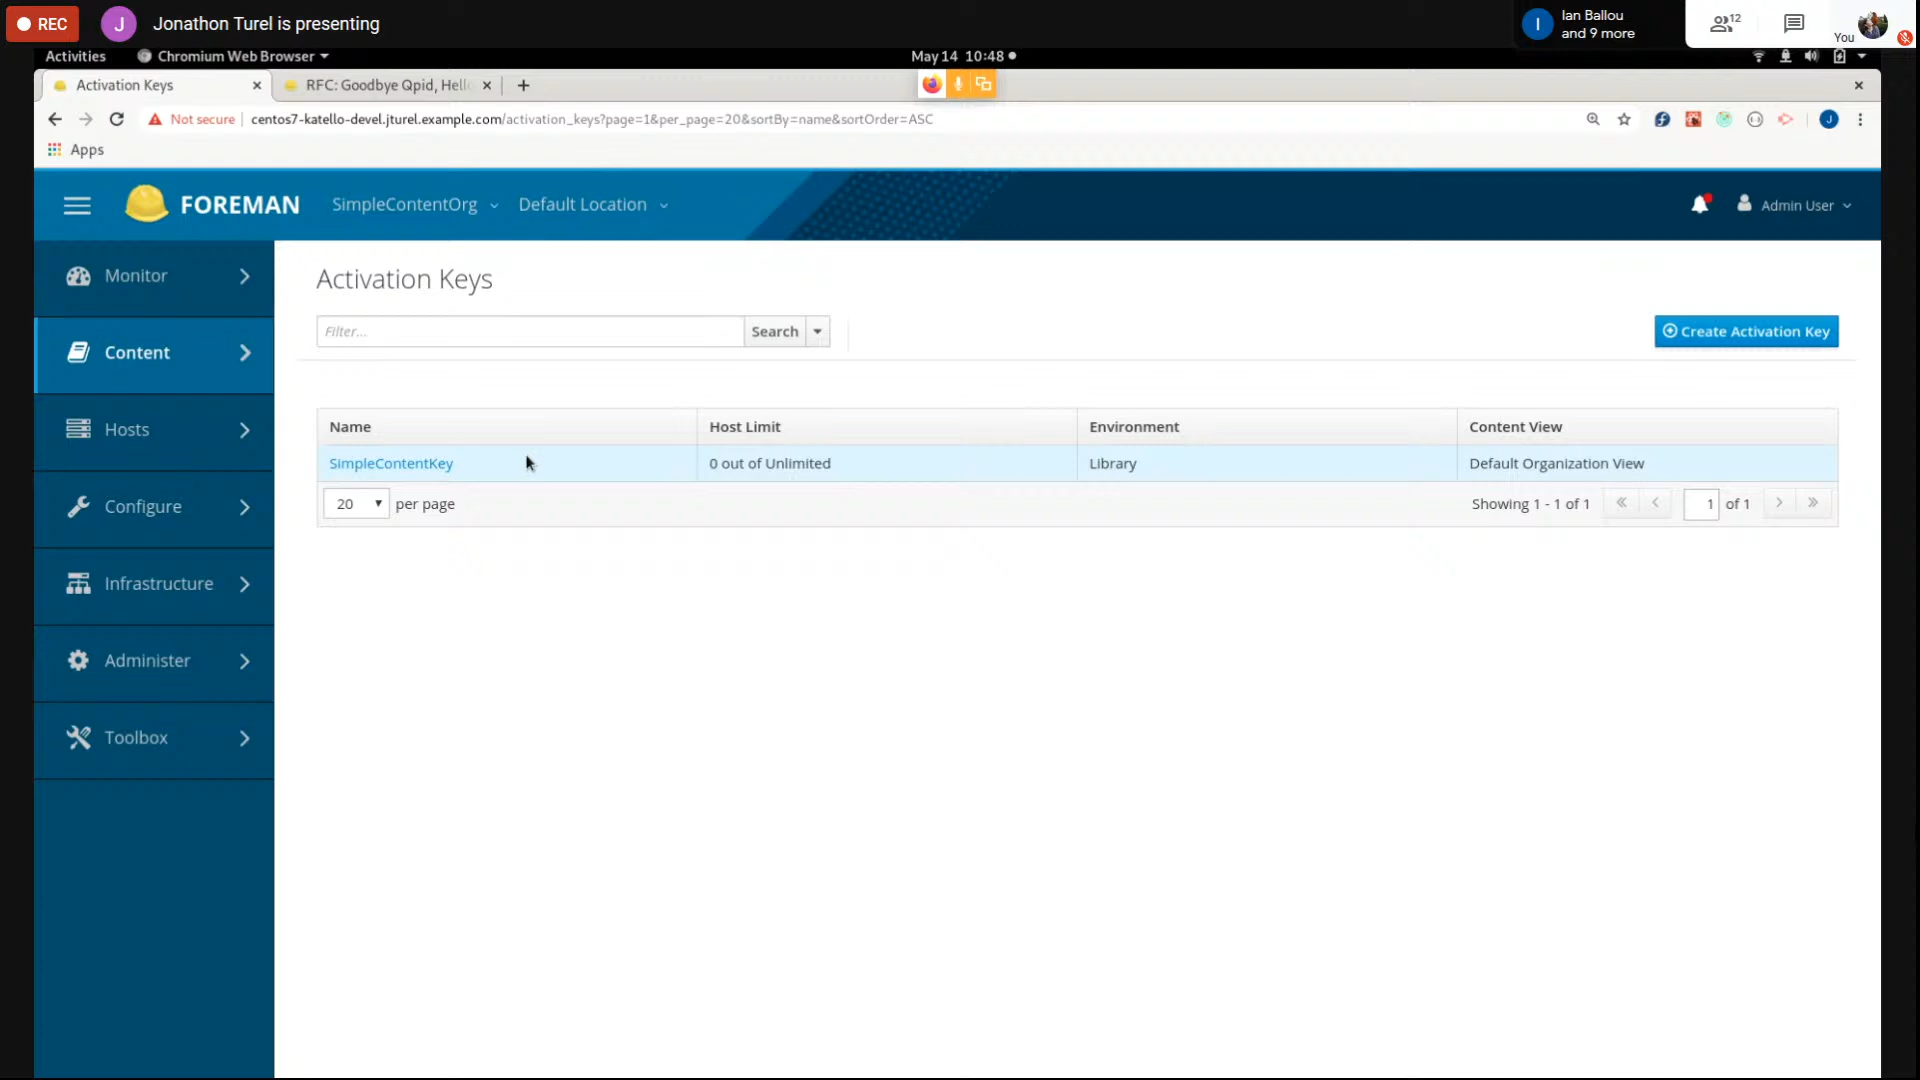 REC
J
Jonathon Turel is presenting
I
Ian Ballou
and 9 more
12
You
Activities
Chromium Web Browser
May 14 10:48
Activation Keys
RFC: Goodbye Qpid, Hello
Not secure
centos7-katello-devel.jturel.example.com/activation_keys?page=1&per_page=20&sortBy=name&sortOrder=ASC
J
Apps
FOREMAN
SimpleContentOrg
Default Location
Admin User
Monitor
Content
Hosts
Configure
Infrastructure
Administer
Toolbox
Activation Keys
Filter...
Search
Create Activation Key
Name Host Limit Environment Content View
SimpleContentKey 0 out of Unlimited Library Default Organization View
20 per page
Showing 1 - 1 of 1
1 of 1